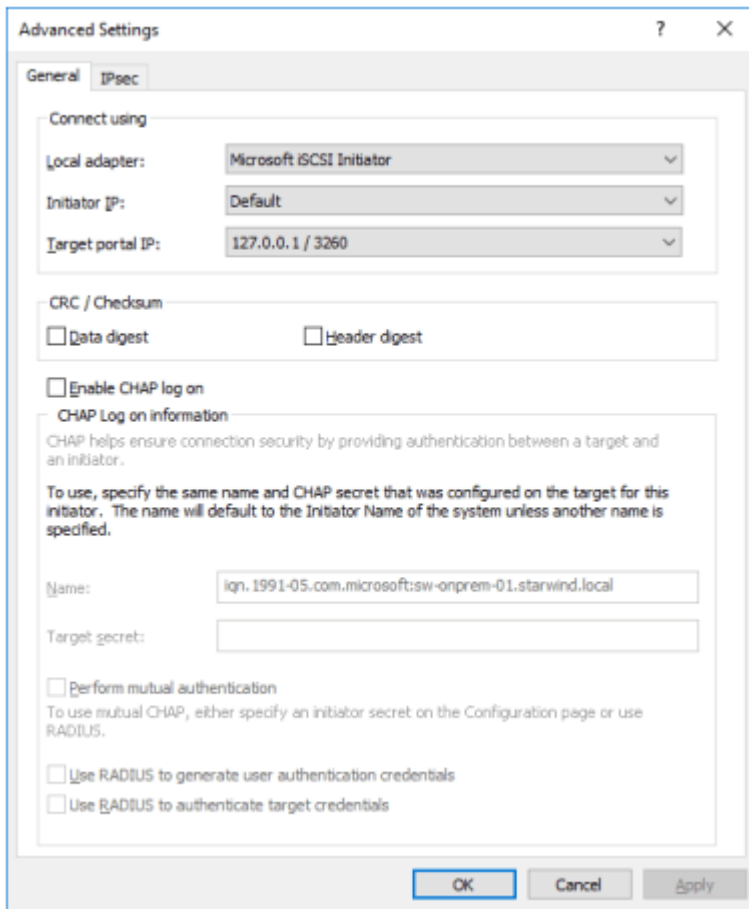 Advanced Settings
General IPsec
Connect using
Local adapter: Microsoft iSCSI Initiator
Initiator IP: Default
Target portal IP: 127.0.0.1 / 3260
CRC / Checksum
Data digest Header digest
Enable CHAP log on
CHAP Log on information
CHAP helps ensure connection security by providing authentication between a target and
an initiator.
To use, specify the same name and CHAP secret that was configured on the target for this
initiator. The name will default to the Initiator Name of the system unless another name is
specified.
Name: iqn.1991-05.com.microsoft:sw-onprem-01.starwind.local
Target secret:
Perform mutual authentication
To use mutual CHAP, either specify an initiator secret on the Configuration page or use
RADIUS.
Use RADIUS to generate user authentication credentials
Use RADIUS to authenticate target credentials
OK Cancel Apply